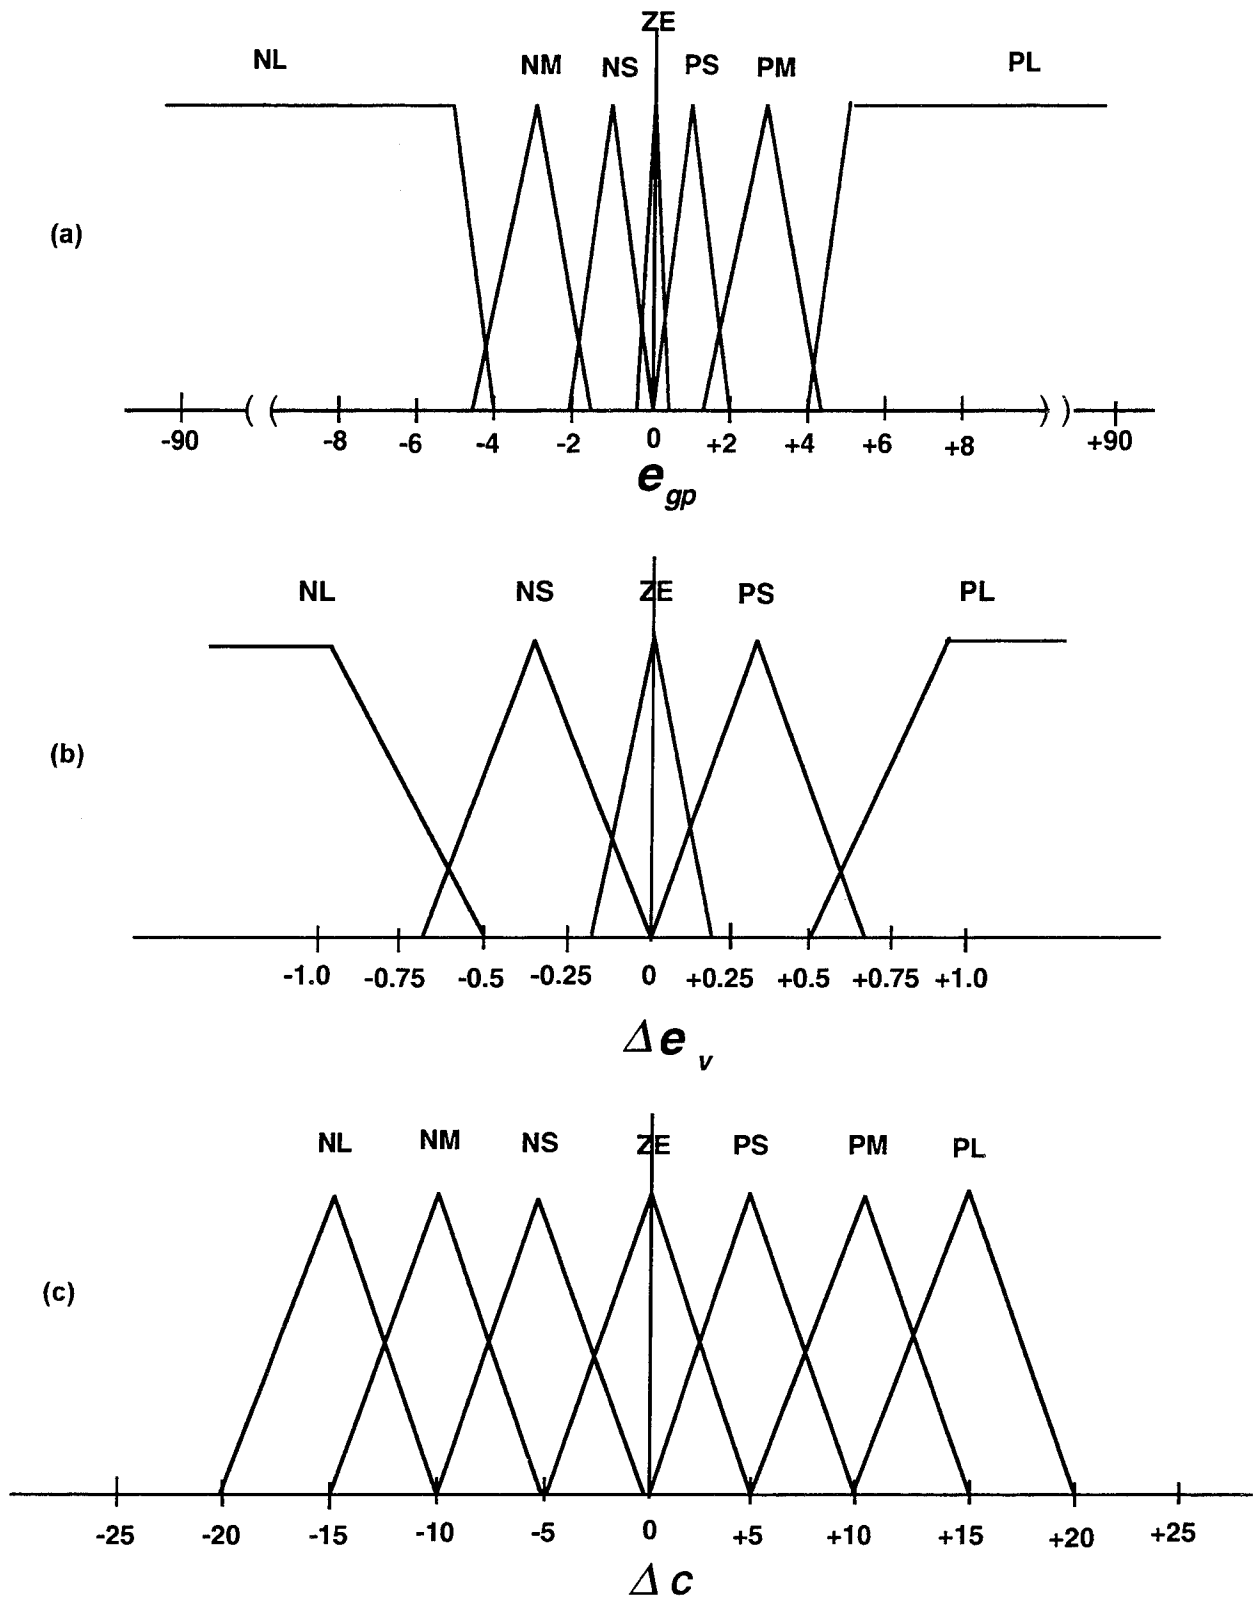 ZE
NL NM NS PS PM PL
(a)
-90 ( ( -8 -6 -4 -2 0 +2 +4 +6 +8 ) ) +90
e gp
NL NS ZE PS PL
(b)
-1.0 -0.75 -0.5 -0.25 0 +0.25 +0.5 +0.75 +1.0
Δ e v
NL NM NS ZE PS PM PL
(c)
-25 -20 -15 -10 -5 0 +5 +10 +15 +20 +25
Δ c